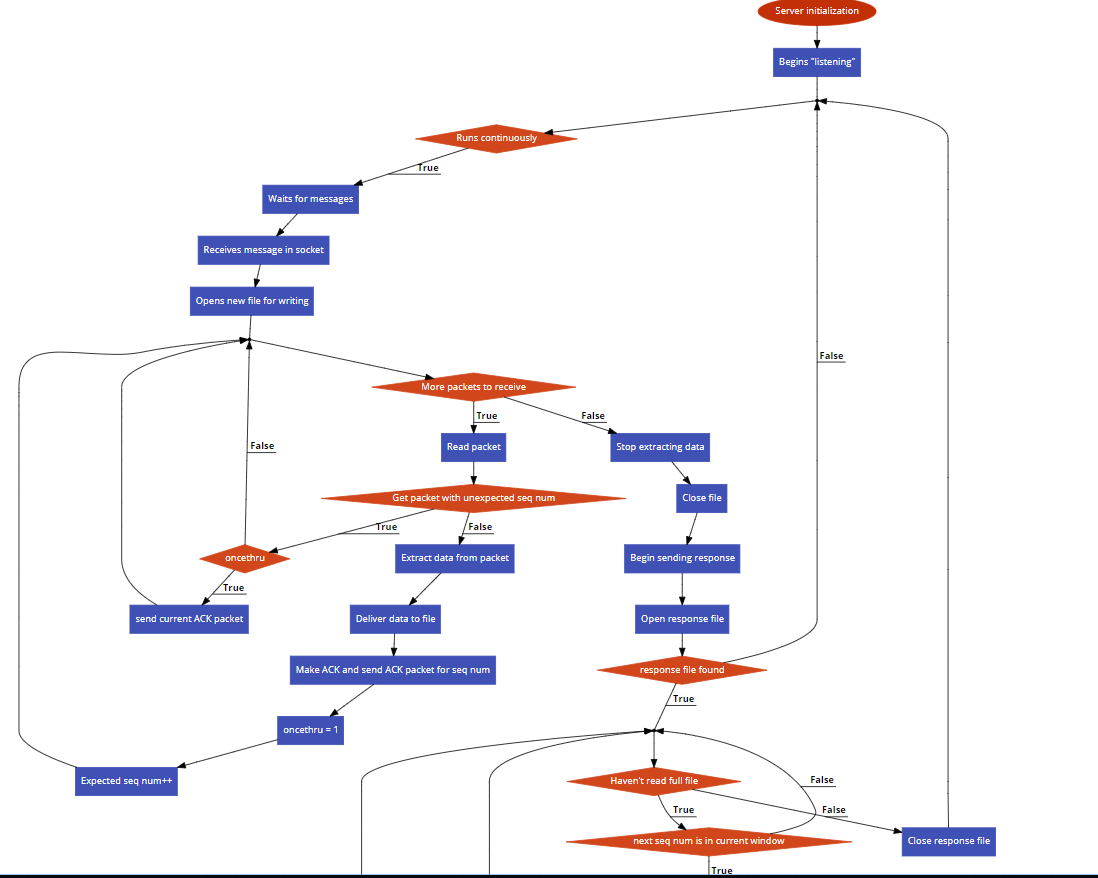 Server initialization
Begins "listening"
Runs continuously
True
Waits for messages
Receives message in socket
Opens new file for writing
False
More packets to receive
True
False
Read packet
Stop extracting data
False
Get packet with unexpected seq num
Close file
True
False
oncethru
Extract data from packet
Begin sending response
True
send current ACK packet
Deliver data to file
Open response file
Make ACK and send ACK packet for seq num
response file found
True
oncethru = 1
Expected seq num++
Haven't read full file
False
True
False
next seq num is in current window
Close response file
True